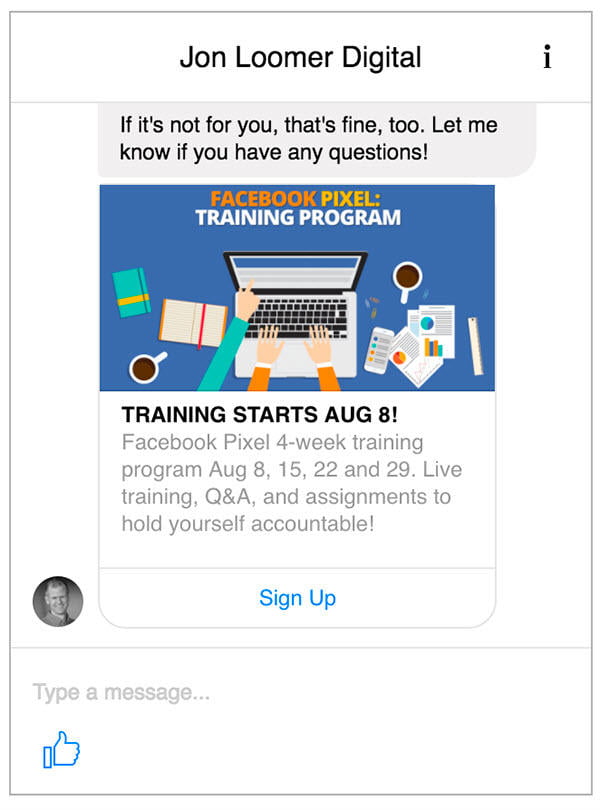 Jon Loomer Digital
i
If it's not for you, that's fine, too. Let me
know if you have any questions!
FACEBOOK PIXEL:
TRAINING PROGRAM
TRAINING STARTS AUG 8!
Facebook Pixel 4-week training
program Aug 8, 15, 22 and 29. Live
training, Q&A, and assignments to
hold yourself accountable!
Sign Up
Type a message...